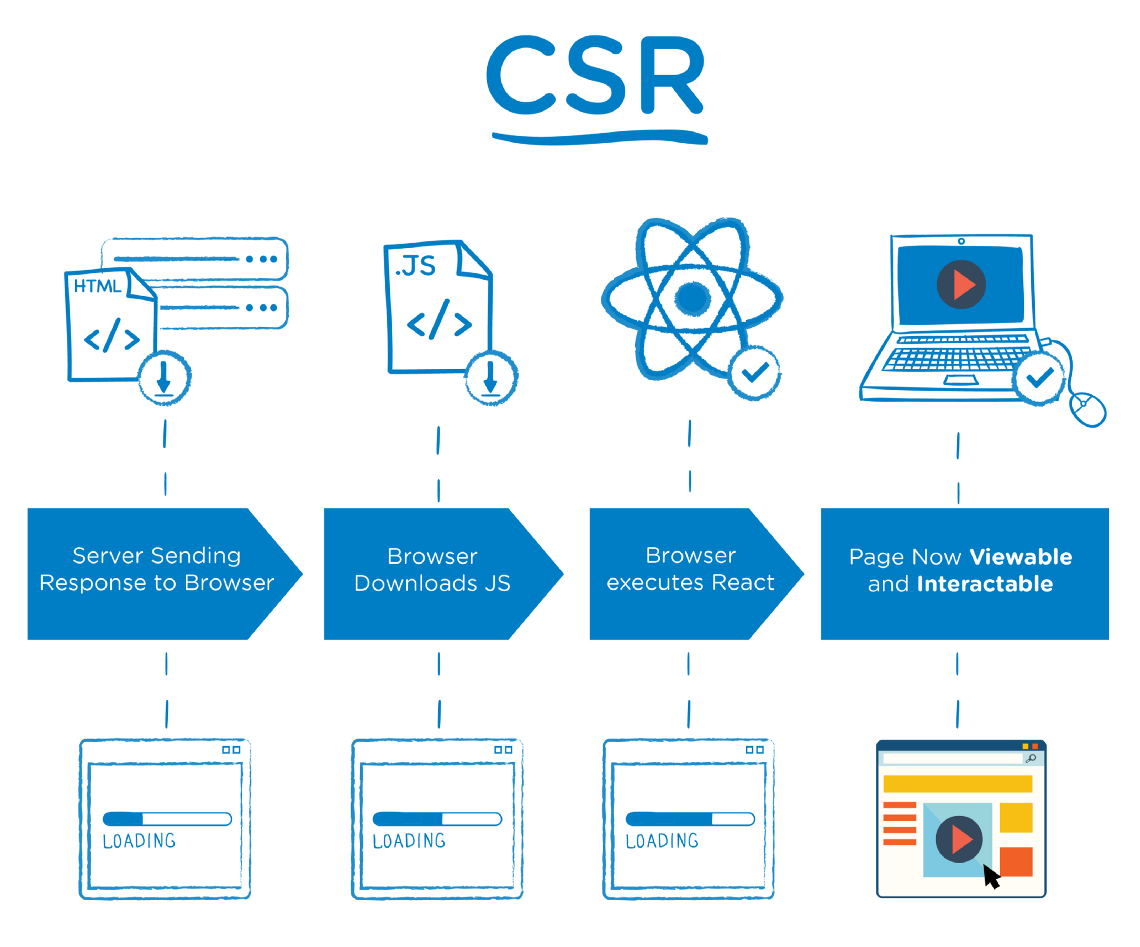 CSR
HTML
</>
.JS
</>
Server Sending
Response to Browser
Browser
Downloads JS
Browser
executes React
Page Now Viewable
and Interactable
LOADING
LOADING
LOADING